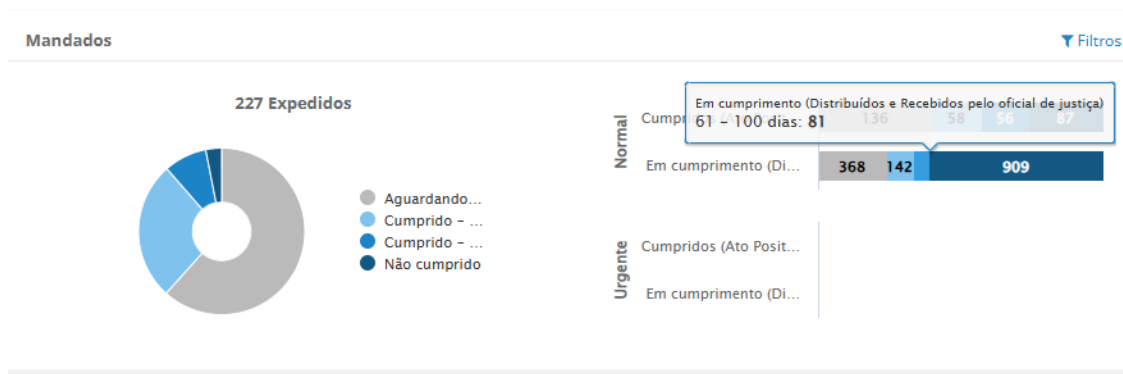 Mandados
Filtros
227 Expedidos
Aguardando...
Cumprido - ...
Cumprido - ...
Não cumprido
Em cumprimento (Distribuídos e Recebidos pelo oficial de justiça)
61 - 100 dias: 81
Normal
136 58 56 87
Em cumprimento (Di...
368 142 909
Urgente
Cumpridos (Ato Posit...
Em cumprimento (Di...